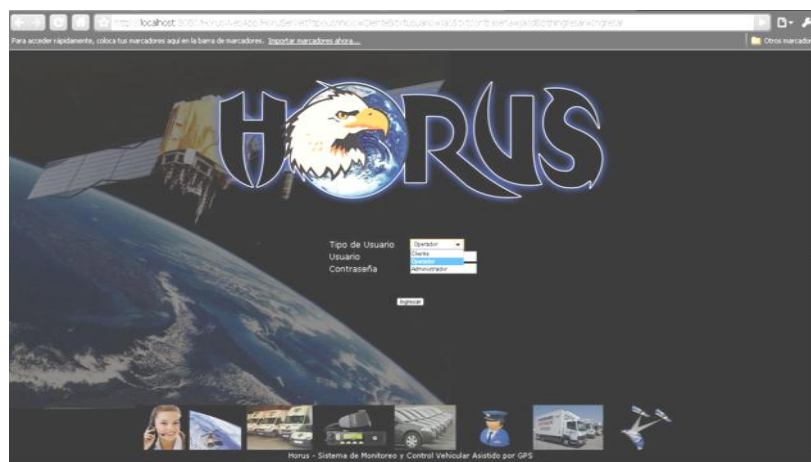 localhost
Para acceder rápidamente, coloca tus marcadores aquí en la barra de marcadores. Importar marcadores ahora...
Otros marcadores
HORUS
Tipo de Usuario Operador
Cliente
Usuario Operador
Contraseña Administrador
Ingresar
Horus - Sistema de Monitoreo y Control Vehicular Asistido por GPS